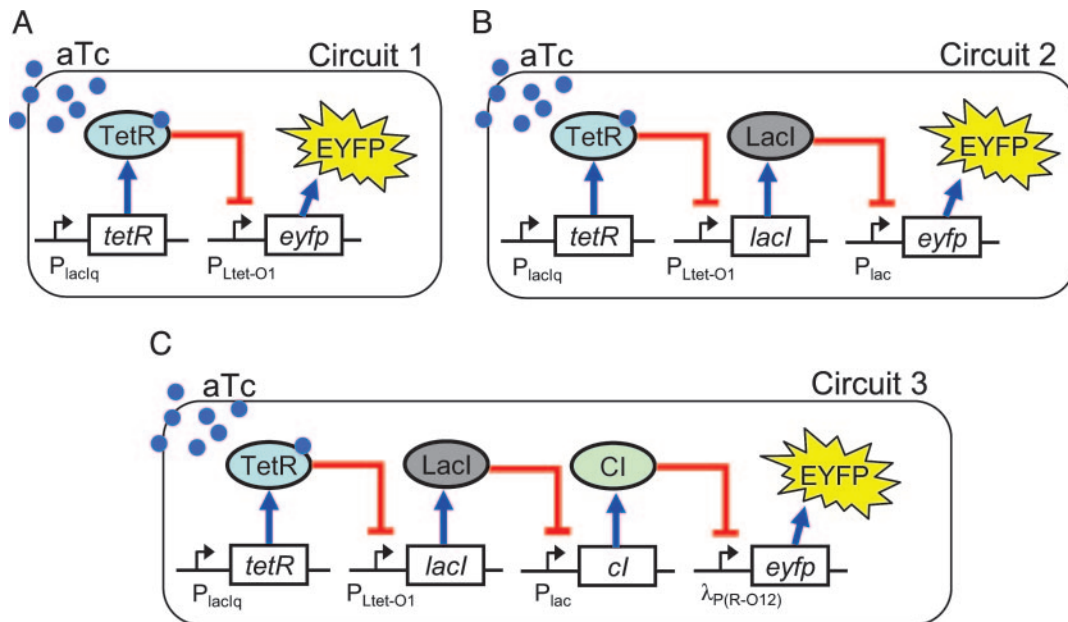 A
aTc
Circuit 1
TetR
EYFP
tetR
eyfp
PlacIq
PLtet-O1
B
aTc
Circuit 2
TetR
LacI
EYFP
tetR
lacI
eyfp
PlacIq
PLtet-O1
Plac
C
aTc
Circuit 3
TetR
LacI
CI
EYFP
tetR
lacI
cI
eyfp
PlacIq
PLtet-O1
Plac
λP(R-O12)